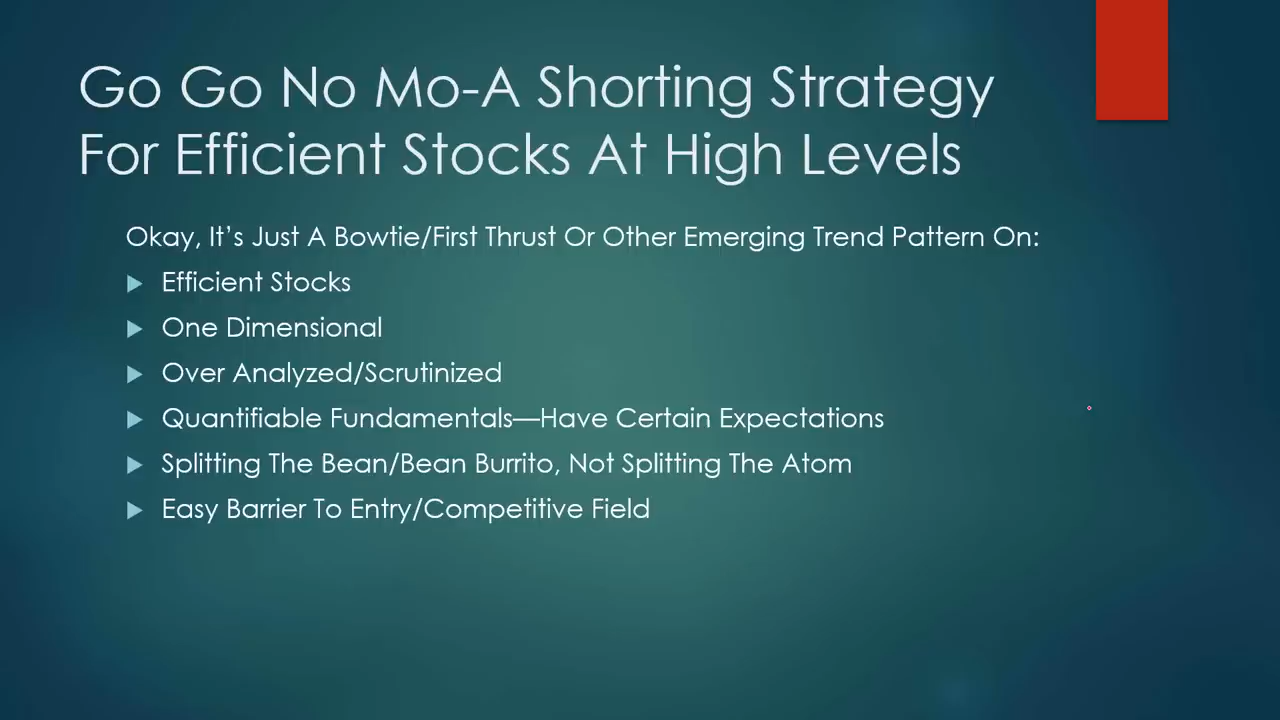 Go Go No Mo-A Shorting Strategy
For Efficient Stocks At High Levels
Okay, It’s Just A Bowtie/First Thrust Or Other Emerging Trend Pattern On:
Efficient Stocks
One Dimensional
Over Analyzed/Scrutinized
Quantifiable Fundamentals—Have Certain Expectations
Splitting The Bean/Bean Burrito, Not Splitting The Atom
Easy Barrier To Entry/Competitive Field